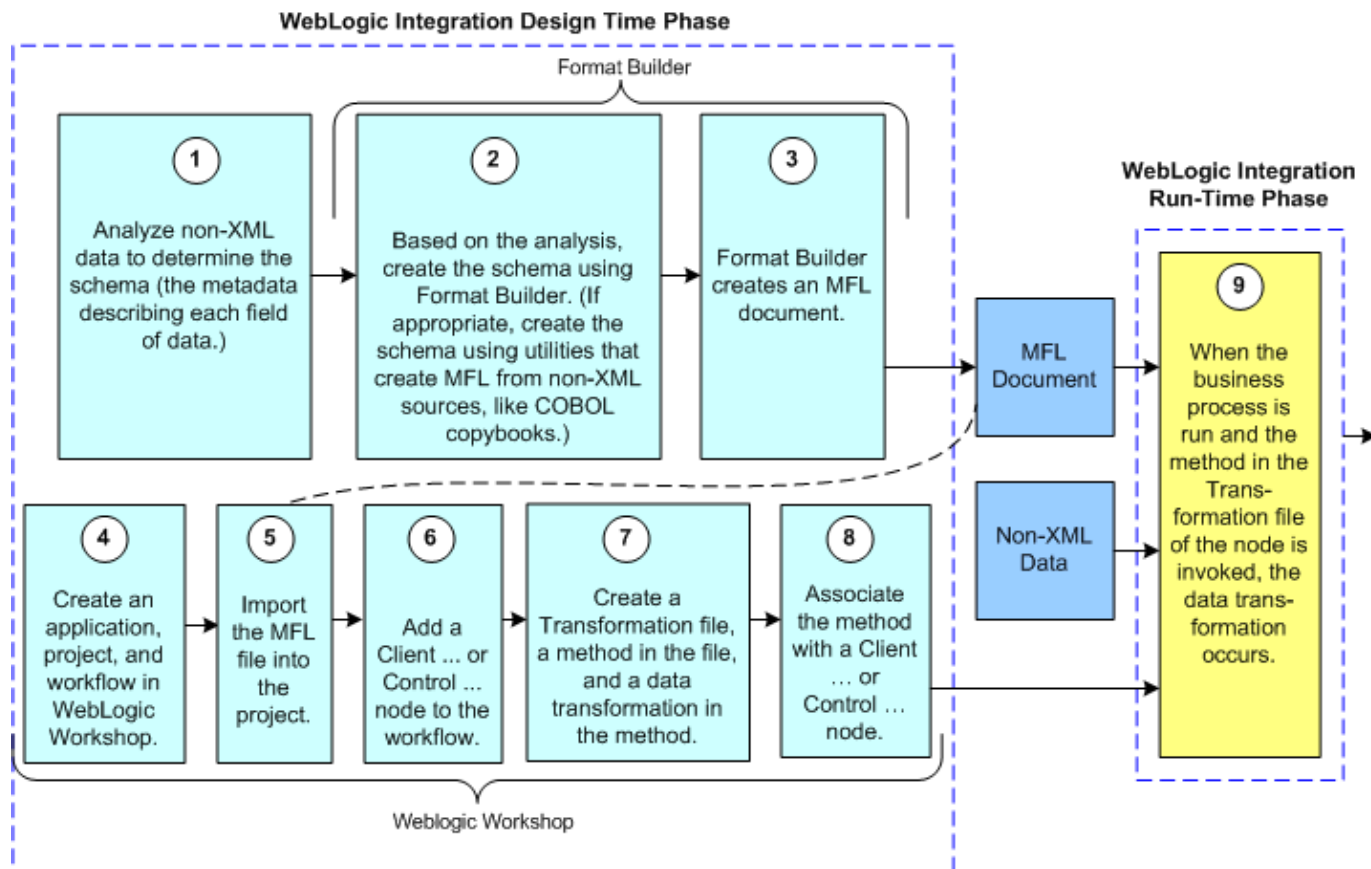 WebLogic Integration Design Time Phase
Format Builder
1
Analyze non-XML
data to determine the
schema (the metadata
describing each field
of data.)
2
Based on the analysis,
create the schema using
Format Builder. (If
appropriate, create the
schema using utilities that
create MFL from non-XML
sources, like COBOL
copybooks.)
3
Format Builder
creates an MFL
document.
4
Create an
application,
project, and
workflow in
WebLogic
Workshop.
5
Import
the MFL
file into
the
project.
6
Add a
Client ... or
Control ...
node to the
workflow.
7
Create a
Transformation file,
a method in the file,
and a data
transformation in
the method.
8
Associate
the method
with a Client
… or
Control …
node.
Weblogic Workshop
MFL
Document
Non-XML
Data
WebLogic Integration
Run-Time Phase
9
When the
business
process is
run and the
method in the
Trans-
formation file
of the node is
invoked, the
data trans-
formation
occurs.